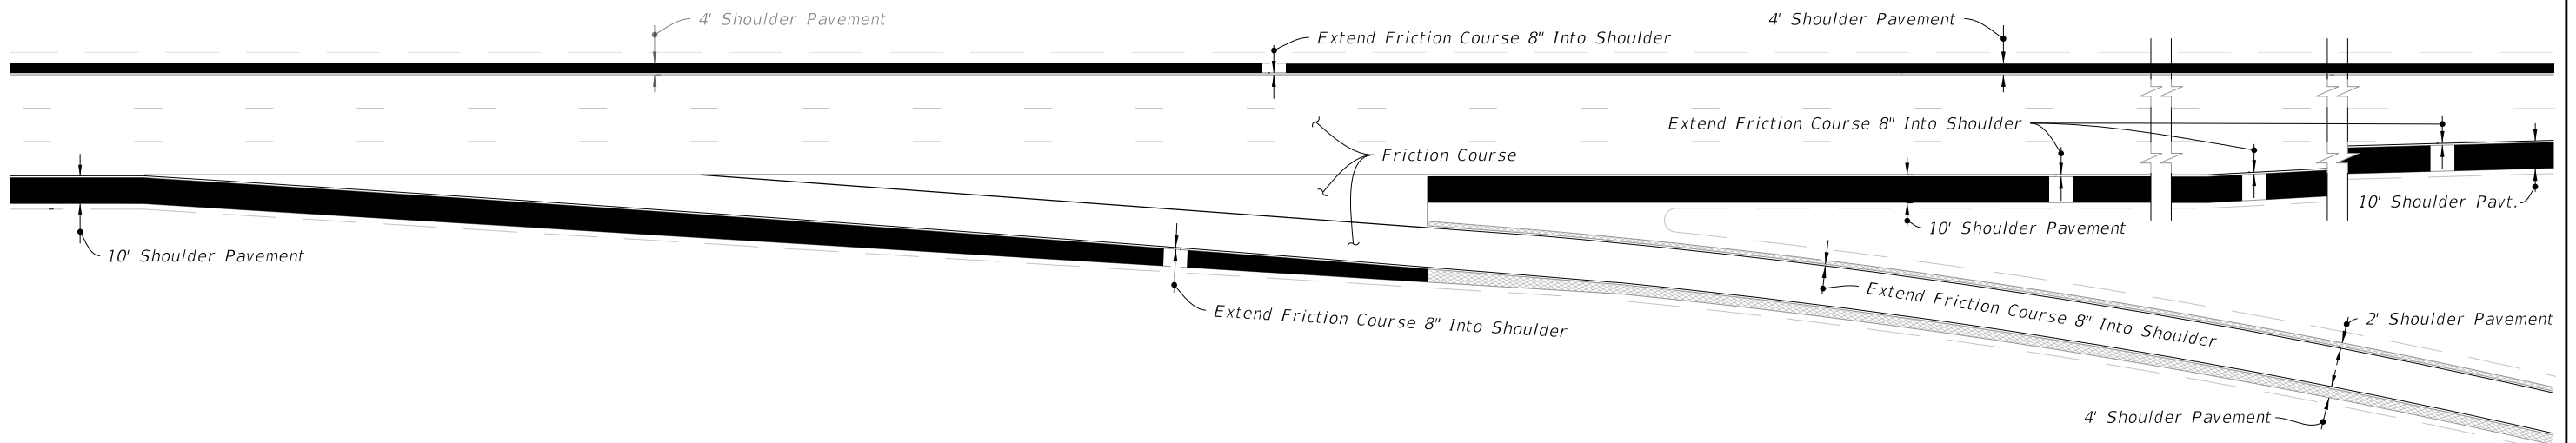 4' Shoulder Pavement
4' Shoulder Pavement
Extend Friction Course 8" Into Shoulder
Extend Friction Course 8" Into Shoulder
Friction Course
10' Shoulder Pavt.
10' Shoulder Pavement
10' Shoulder Pavement
Extend Friction Course 8" Into Shoulder
Extend Friction Course 8" Into Shoulder
2' Shoulder Pavement
4' Shoulder Pavement